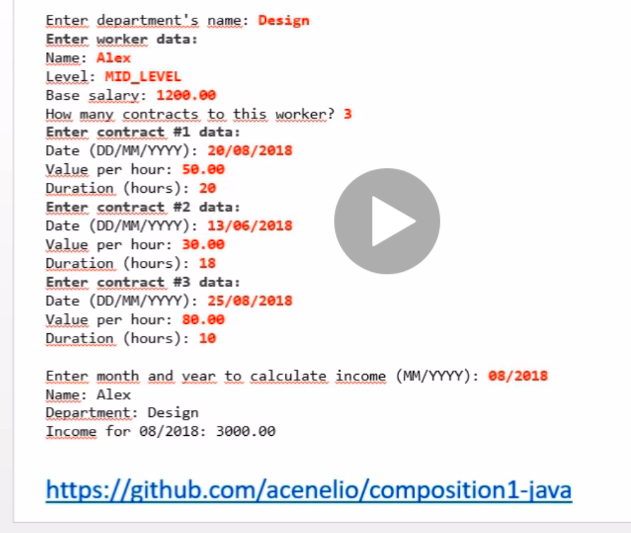 Enter department's name: Design
Enter worker data:
Name: Alex
Level: MID_LEVEL
Base salary: 1200.00
How many contracts to this worker? 3
Enter contract #1 data:
Date (DD/MM/YYYY): 20/08/2018
Value per hour: 50.00
Duration (hours): 20
Enter contract #2 data:
Date (DD/MM/YYYY): 13/06/2018
Value per hour: 30.00
Duration (hours): 18
Enter contract #3 data:
Date (DD/MM/YYYY): 25/08/2018
Value per hour: 80.00
Duration (hours): 10
Enter month and year to calculate income (MM/YYYY): 08/2018
Name: Alex
Department: Design
Income for 08/2018: 3000.00
https://github.com/acenelio/composition1-java